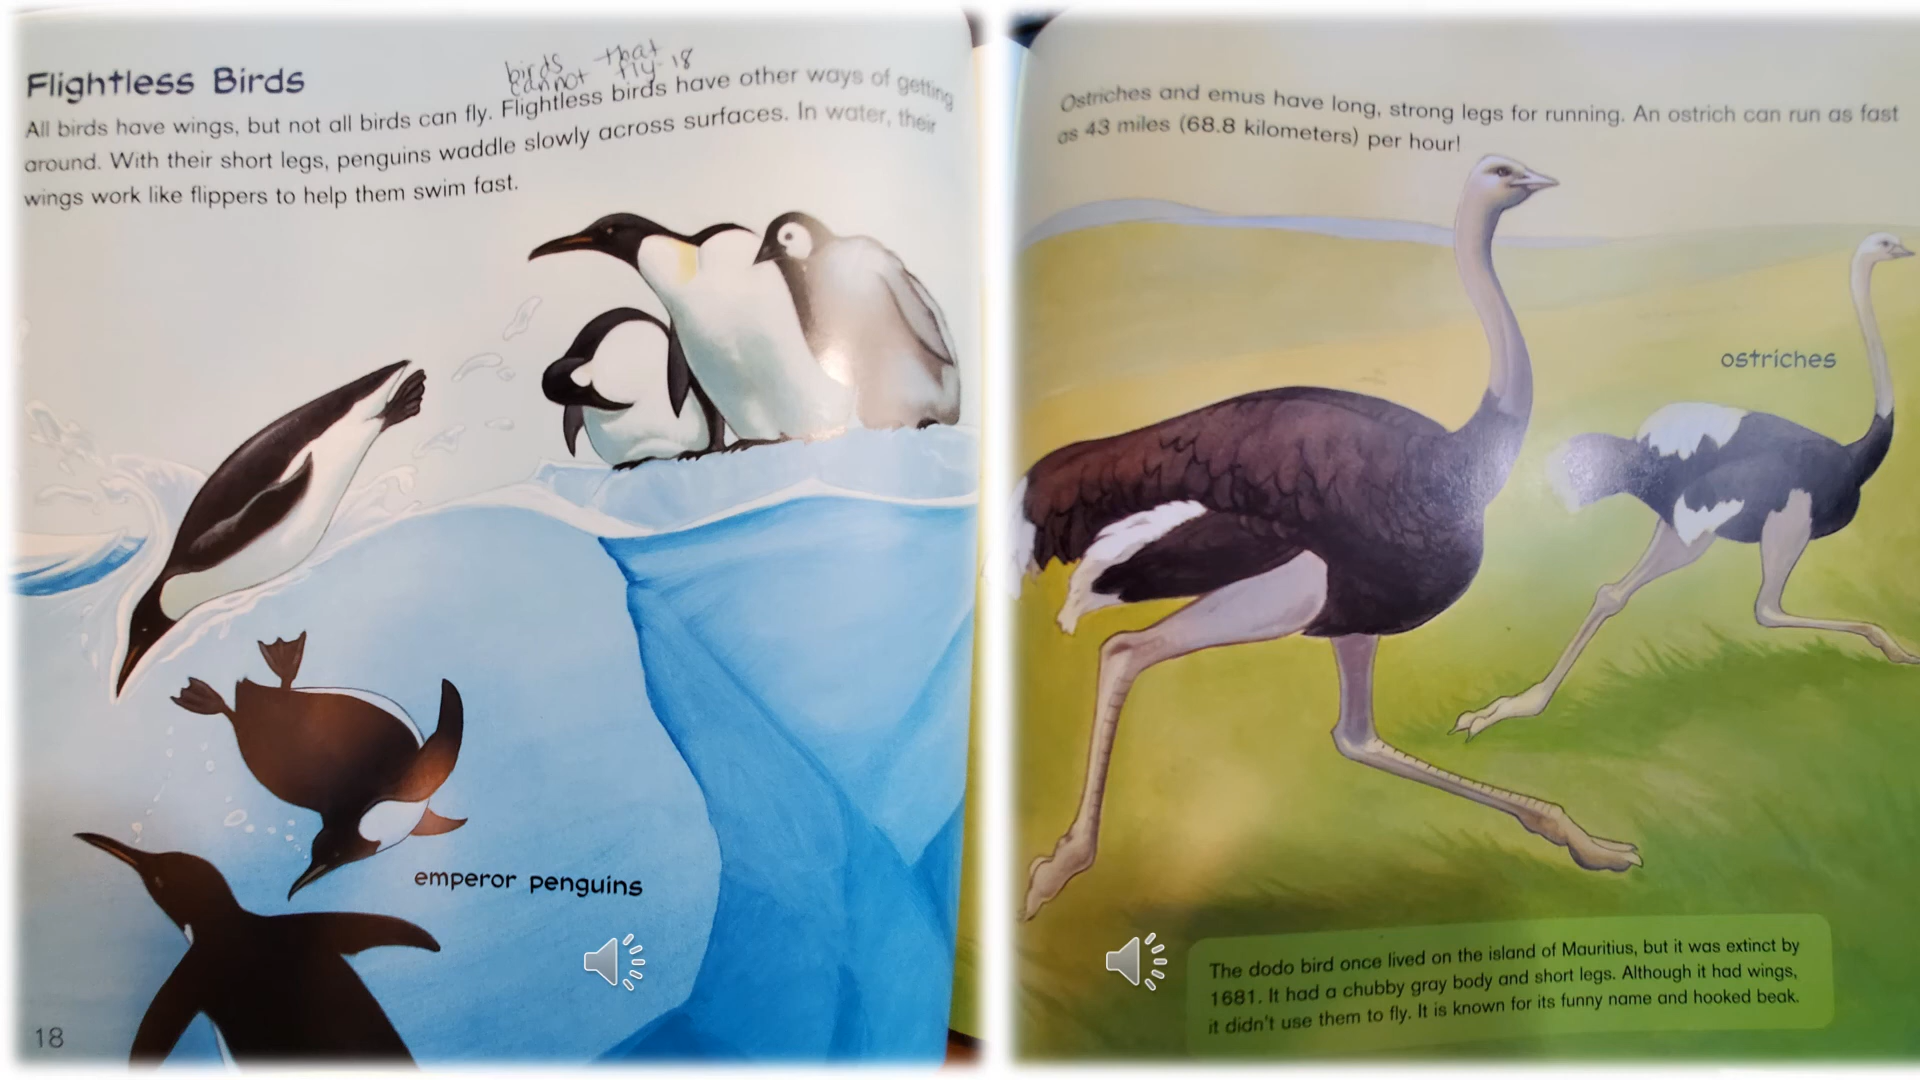 Flightless Birds
birds that
cannot fly 18
All birds have wings, but not all birds can fly. Flightless birds have other ways of getting
around. With their short legs, penguins waddle slowly across surfaces. In water, their
wings work like flippers to help them swim fast.
emperor penguins
18
Ostriches and emus have long, strong legs for running. An ostrich can run as fast
as 43 miles (68.8 kilometers) per hour!
ostriches
The dodo bird once lived on the island of Mauritius, but it was extinct by
1681. It had a chubby gray body and short legs. Although it had wings,
it didn't use them to fly. It is known for its funny name and hooked beak.